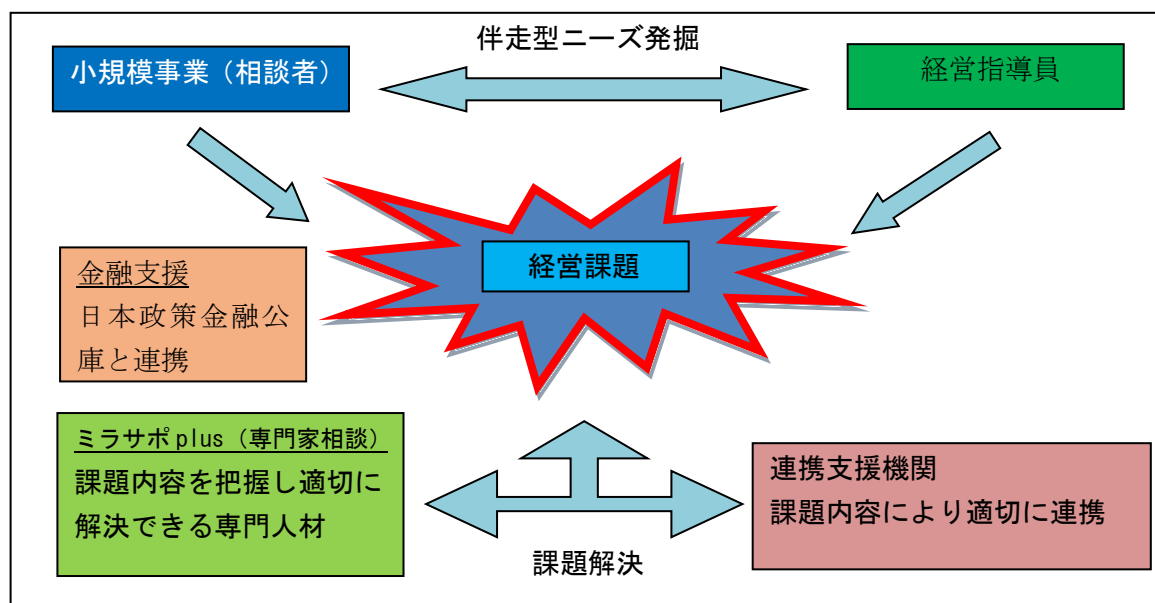 伴走型ニーズ発掘
小規模事業（相談者）
経営指導員
経営課題
金融支援
日本政策金融公
庫と連携
ミラサポplus（専門家相談）
課題内容を把握し適切に
解決できる専門人材
連携支援機関
課題内容により適切に連携
課題解決